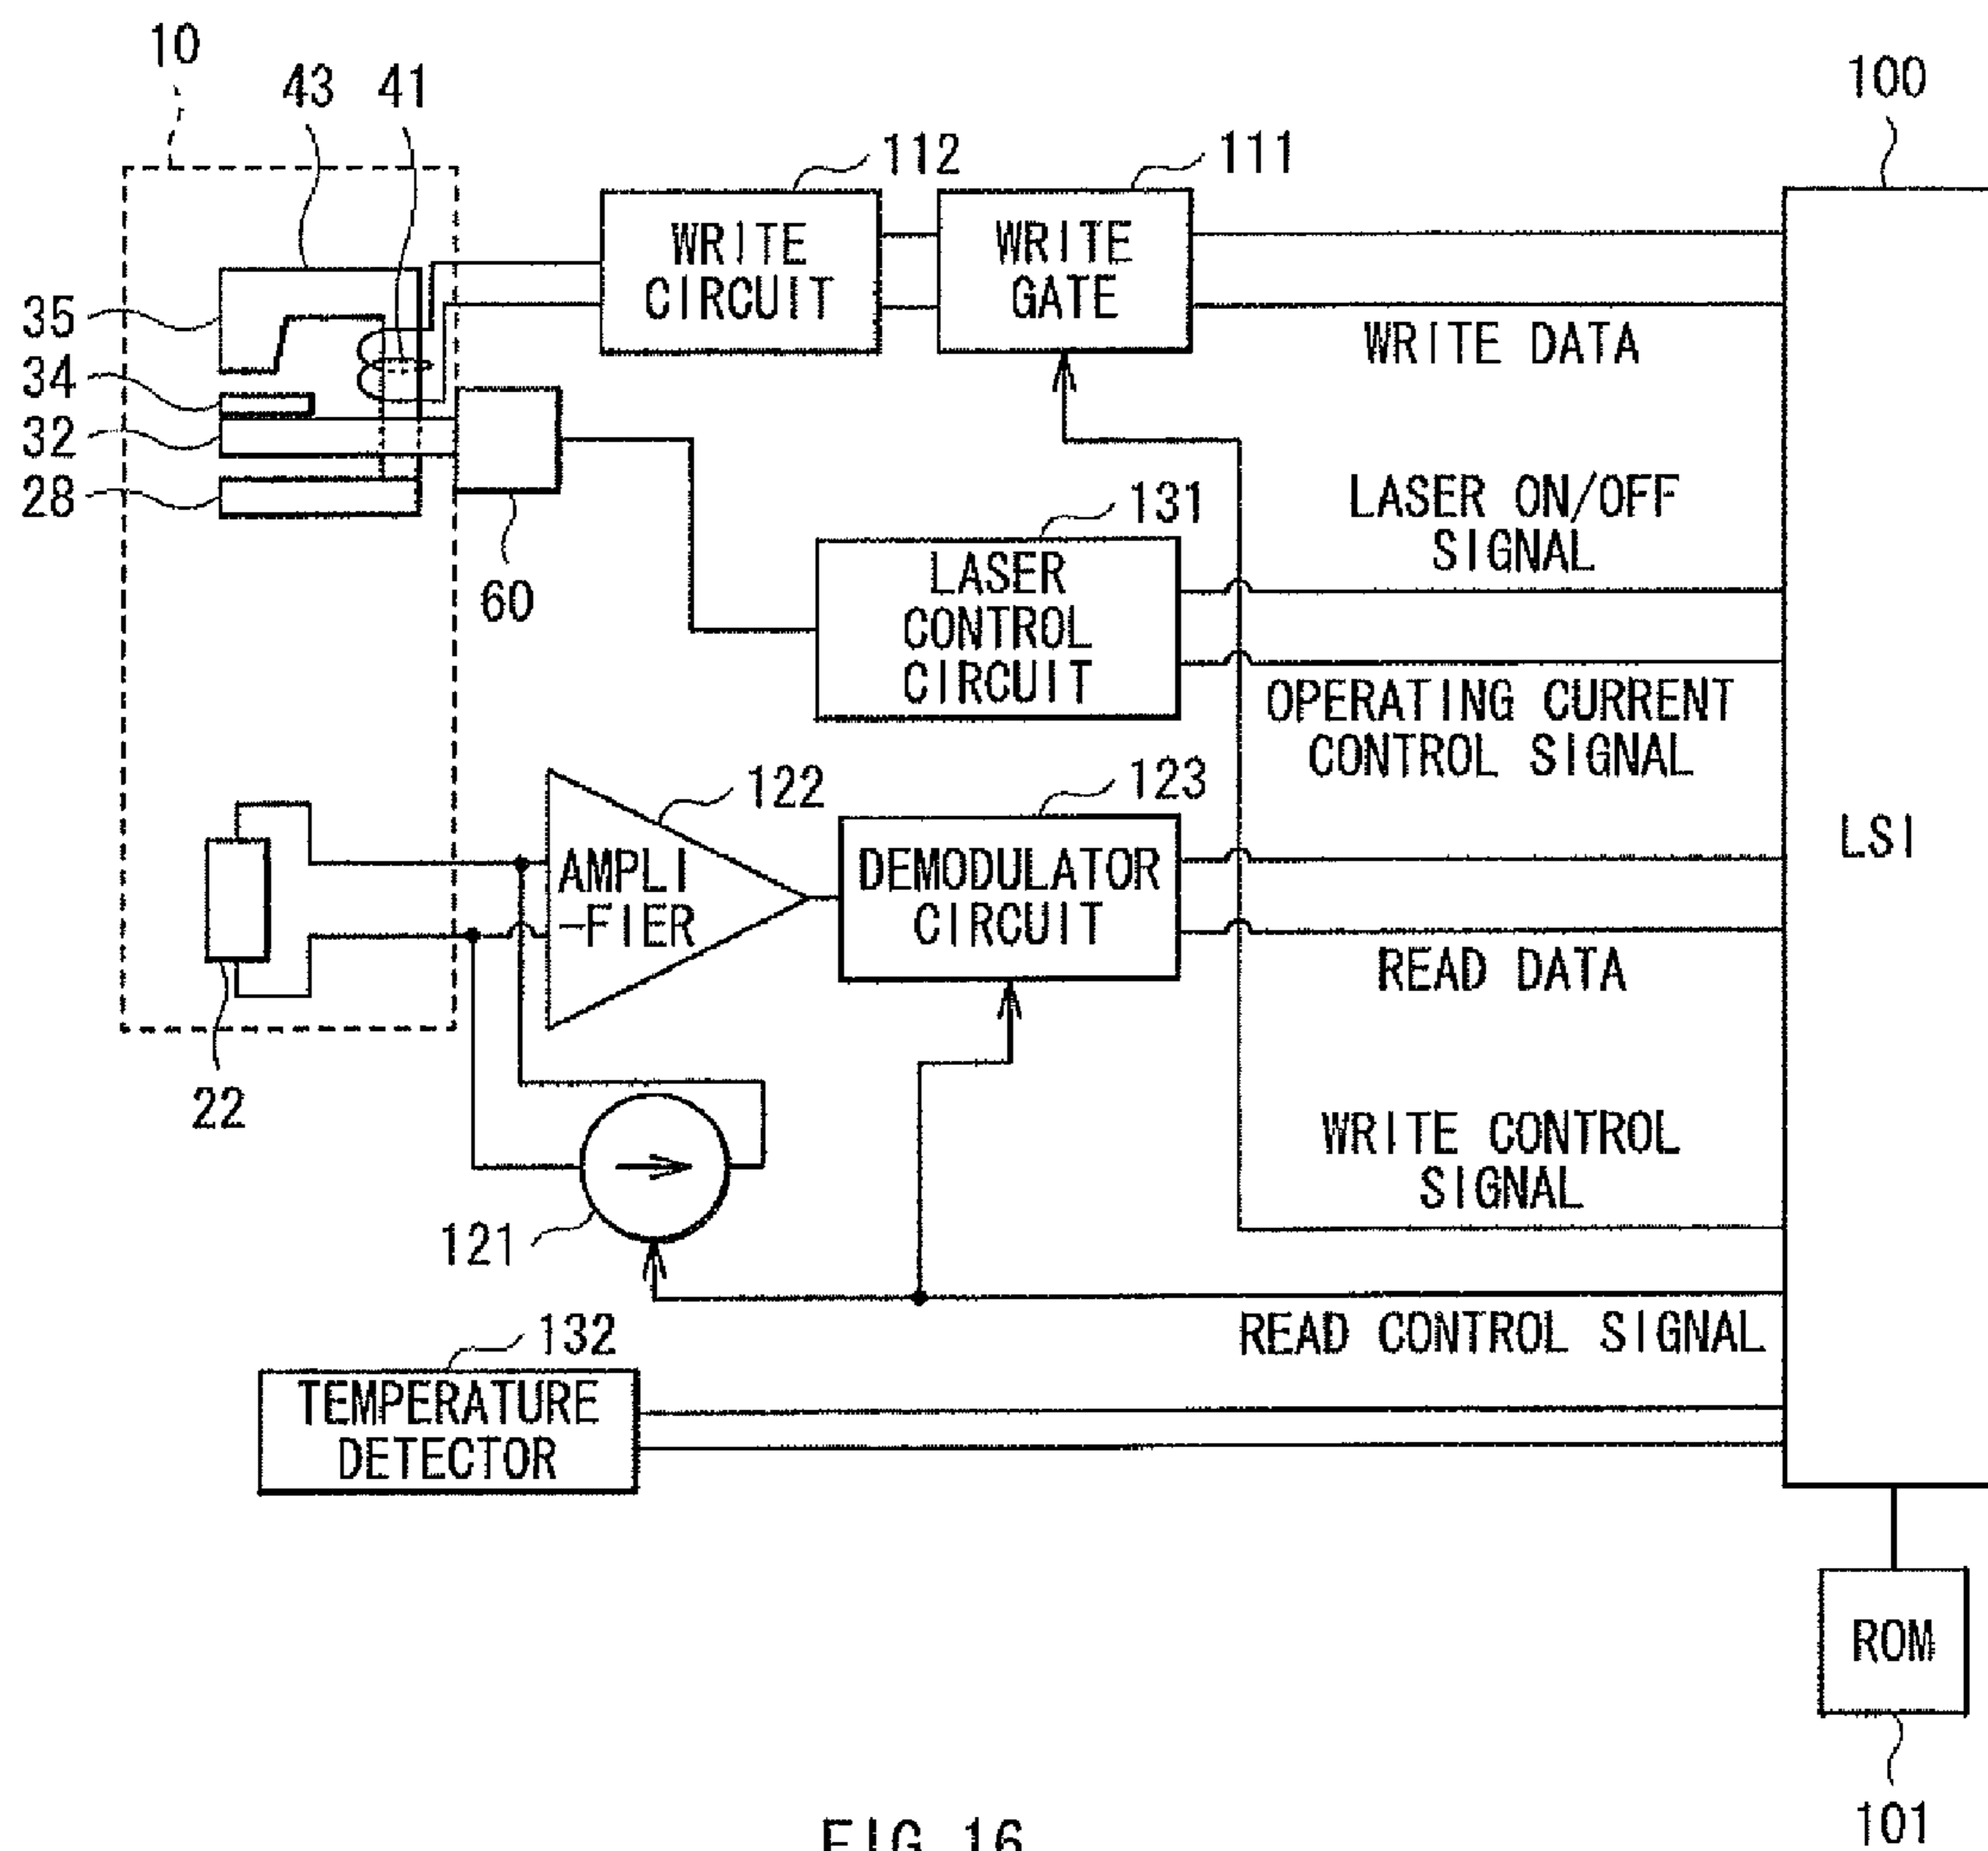 10
43
41
100
112
111
WRITE
CIRCUIT
WRITE
GATE
35
34
32
28
WRITE DATA
60
131
LASER ON/OFF
SIGNAL
LASER
CONTROL
CIRCUIT
OPERATING CURRENT
CONTROL SIGNAL
122
123
LSI
AMPLI
-FIER
DEMODULATOR
CIRCUIT
READ DATA
22
WRITE CONTROL
SIGNAL
121
READ CONTROL SIGNAL
132
TEMPERATURE
DETECTOR
ROM
101
FIG. 16